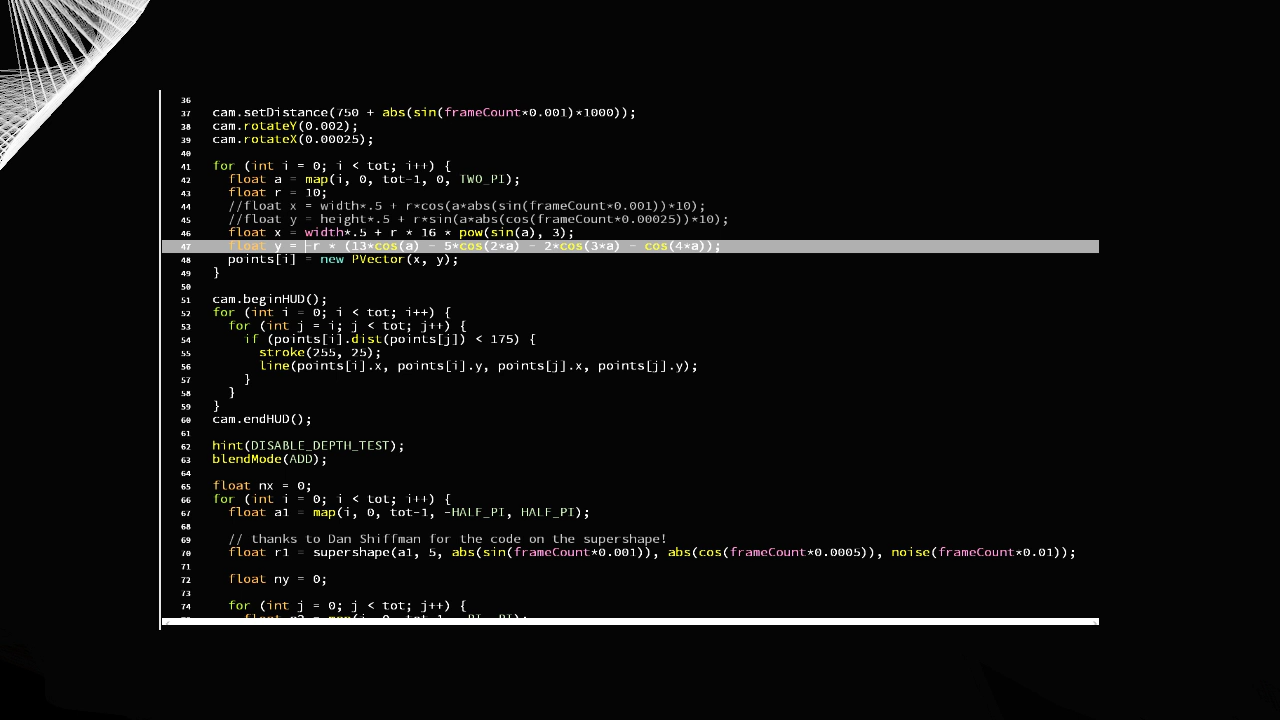 36
37 cam.setDistance(750 + abs(sin(frameCount*0.001)*1000));
38 cam.rotateY(0.002);
39 cam.rotateX(0.00025);
40
41 for (int i = 0; i < tot; i++) {
42 float a = map(i, 0, tot-1, 0, TWO_PI);
43 float r = 10;
44 //float x = width*.5 + r*cos(a*abs(sin(frameCount*0.001))*10);
45 //float y = height*.5 + r*sin(a*abs(cos(frameCount*0.00025))*10);
46 float x = width*.5 + r * 16 * pow(sin(a), 3);
47 float y = -r * (13*cos(a) - 5*cos(2*a) - 2*cos(3*a) - cos(4*a));
48 points[i] = new PVector(x, y);
49 }
50
51 cam.beginHUD();
52 for (int i = 0; i < tot; i++) {
53 for (int j = i; j < tot; j++) {
54 if (points[i].dist(points[j]) < 175) {
55 stroke(255, 25);
56 line(points[i].x, points[i].y, points[j].x, points[j].y);
57 }
58 }
59 }
60 cam.endHUD();
61
62 hint(DISABLE_DEPTH_TEST);
63 blendMode(ADD);
64
65 float nx = 0;
66 for (int i = 0; i < tot; i++) {
67 float a1 = map(i, 0, tot-1, -HALF_PI, HALF_PI);
68
69 // thanks to Dan Shiffman for the code on the supershape!
70 float r1 = supershape(a1, 5, abs(sin(frameCount*0.001)), abs(cos(frameCount*0.0005)), noise(frameCount*0.01));
71
72 float ny = 0;
73
74 for (int j = 0; j < tot; j++) {